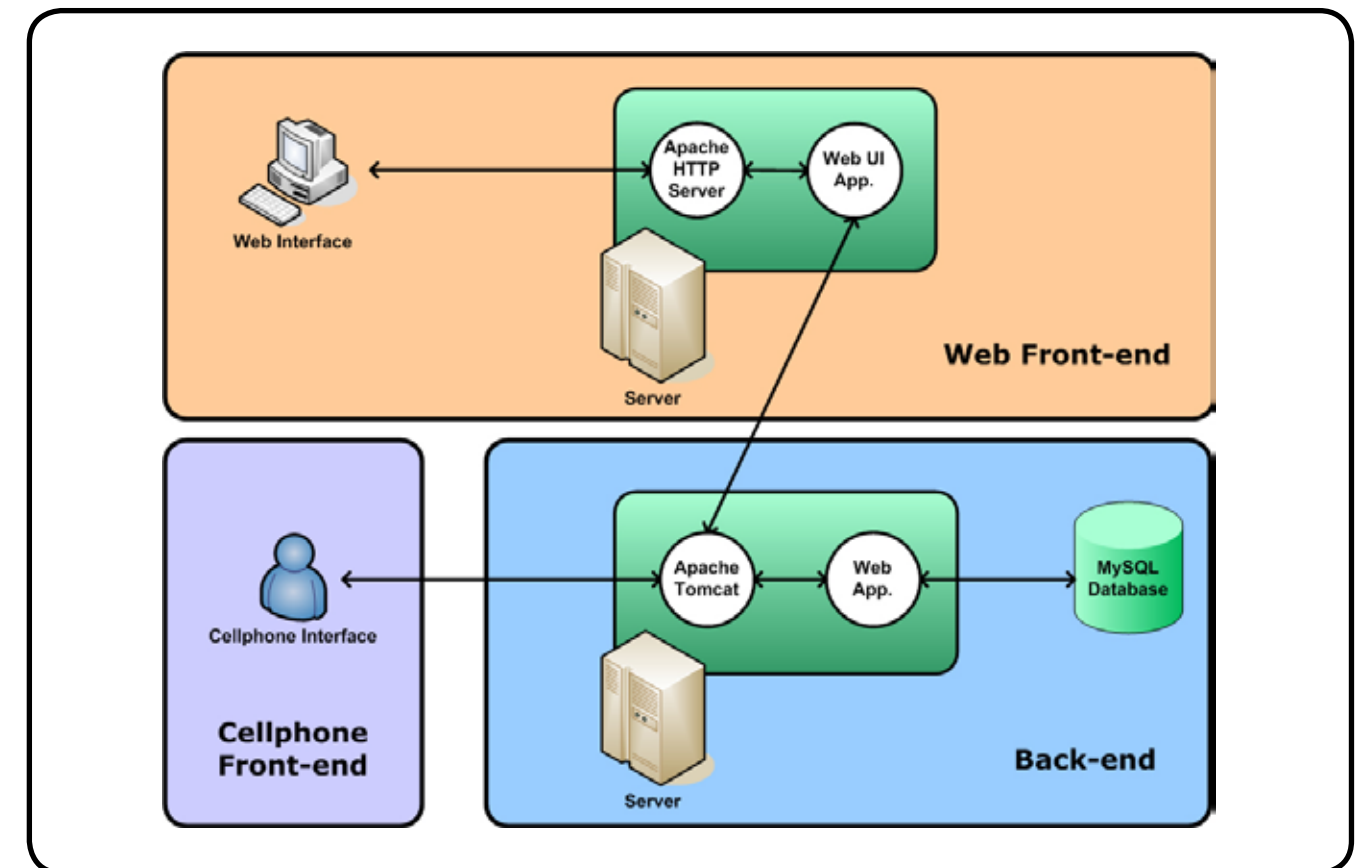 Apache
HTTP
Server
Web UI
App.
Web Interface
Server
Web Front-end
Cellphone Interface
Cellphone
Front-end
Apache
Tomcat
Web
App.
MySQL
Database
Server
Back-end